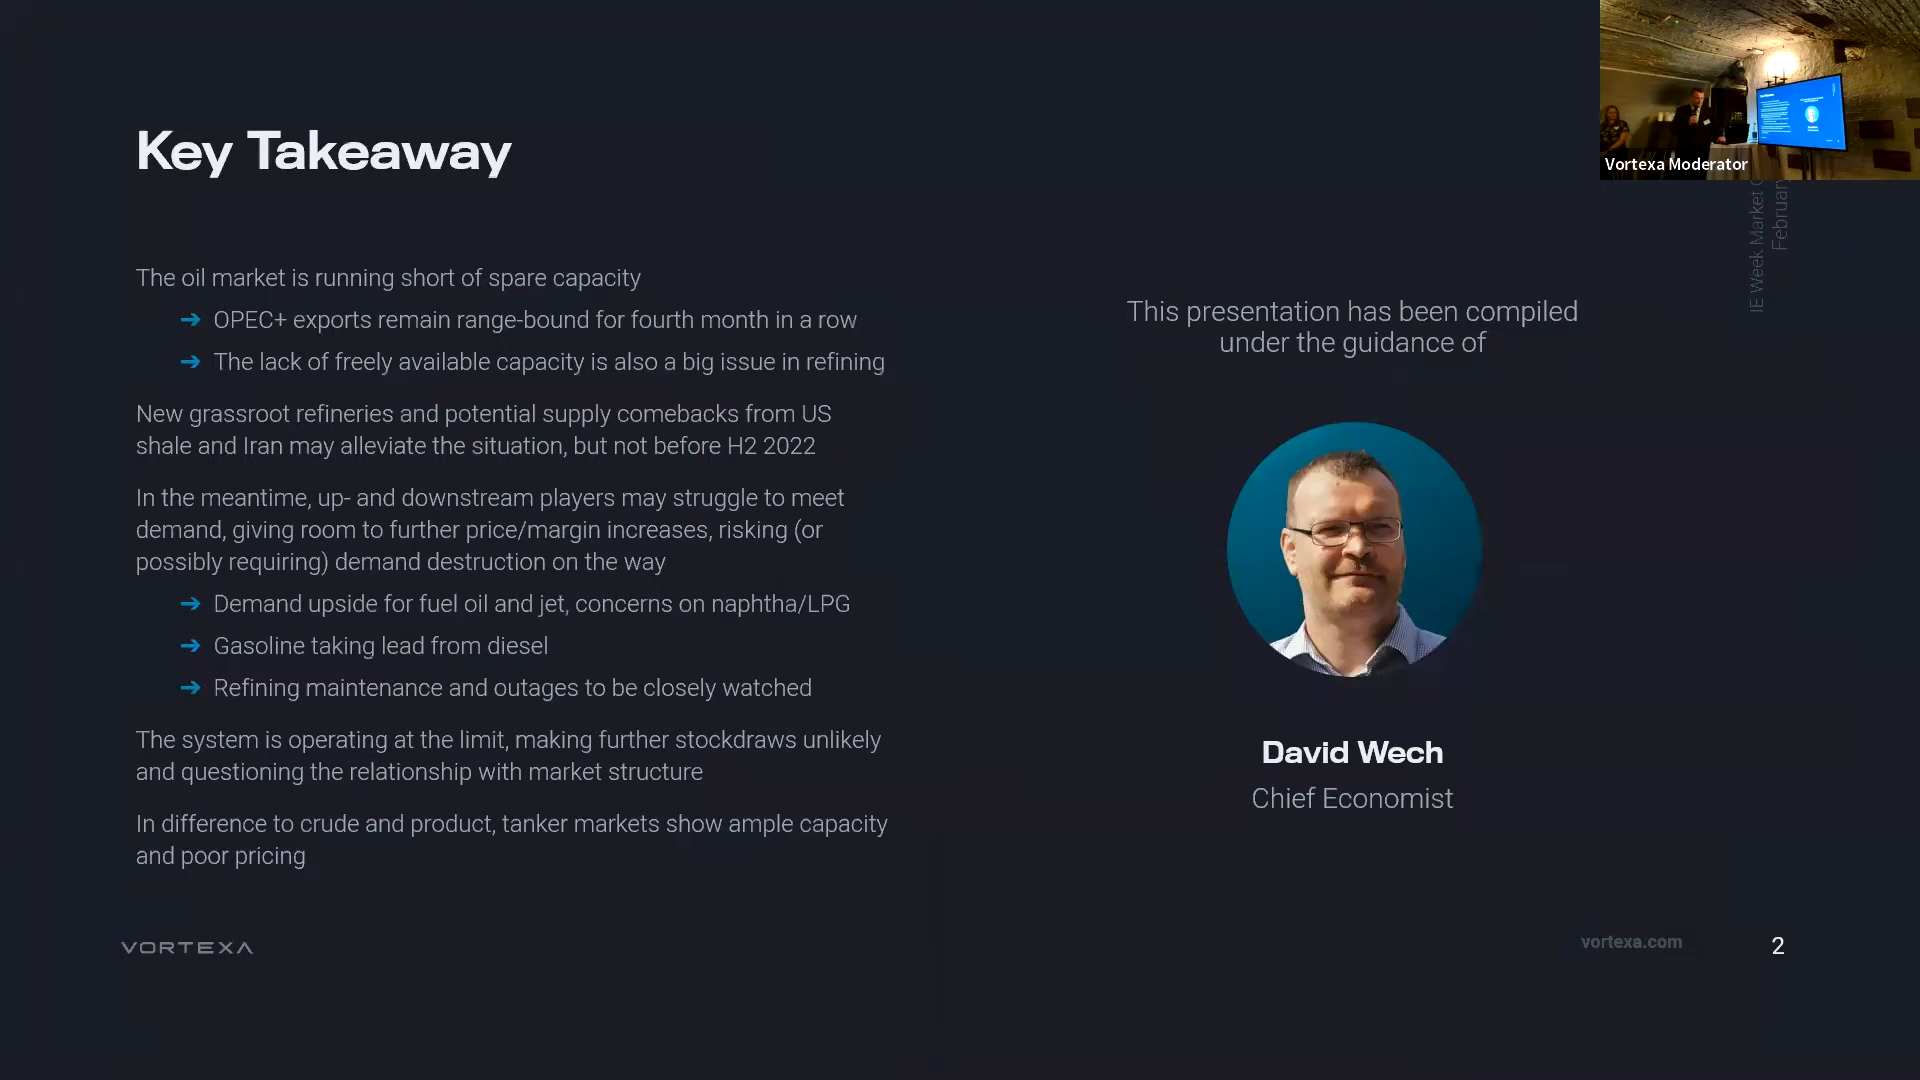 Key Takeaway
The oil market is running short of spare capacity
➔ OPEC+ exports remain range-bound for fourth month in a row
➔ The lack of freely available capacity is also a big issue in refining
New grassroot refineries and potential supply comebacks from US
shale and Iran may alleviate the situation, but not before H2 2022
In the meantime, up- and downstream players may struggle to meet
demand, giving room to further price/margin increases, risking (or
possibly requiring) demand destruction on the way
➔ Demand upside for fuel oil and jet, concerns on naphtha/LPG
➔ Gasoline taking lead from diesel
➔ Refining maintenance and outages to be closely watched
The system is operating at the limit, making further stockdraws unlikely
and questioning the relationship with market structure
In difference to crude and product, tanker markets show ample capacity
and poor pricing
This presentation has been compiled
under the guidance of
David Wech
Chief Economist
Vortexa Moderator
IE Week Market
February
VORTEXA
vortexa.com
2